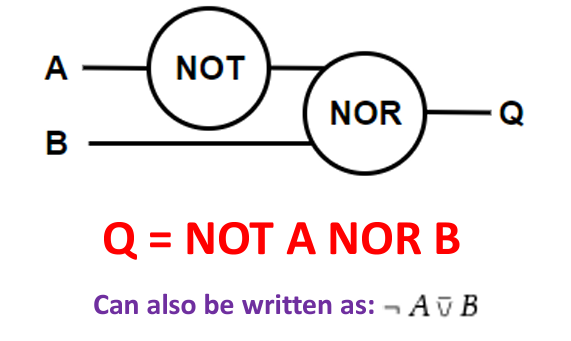 A NOT
NOR Q
B
Q = NOT A NOR B
Can also be written as: ¬ A ⊽ B